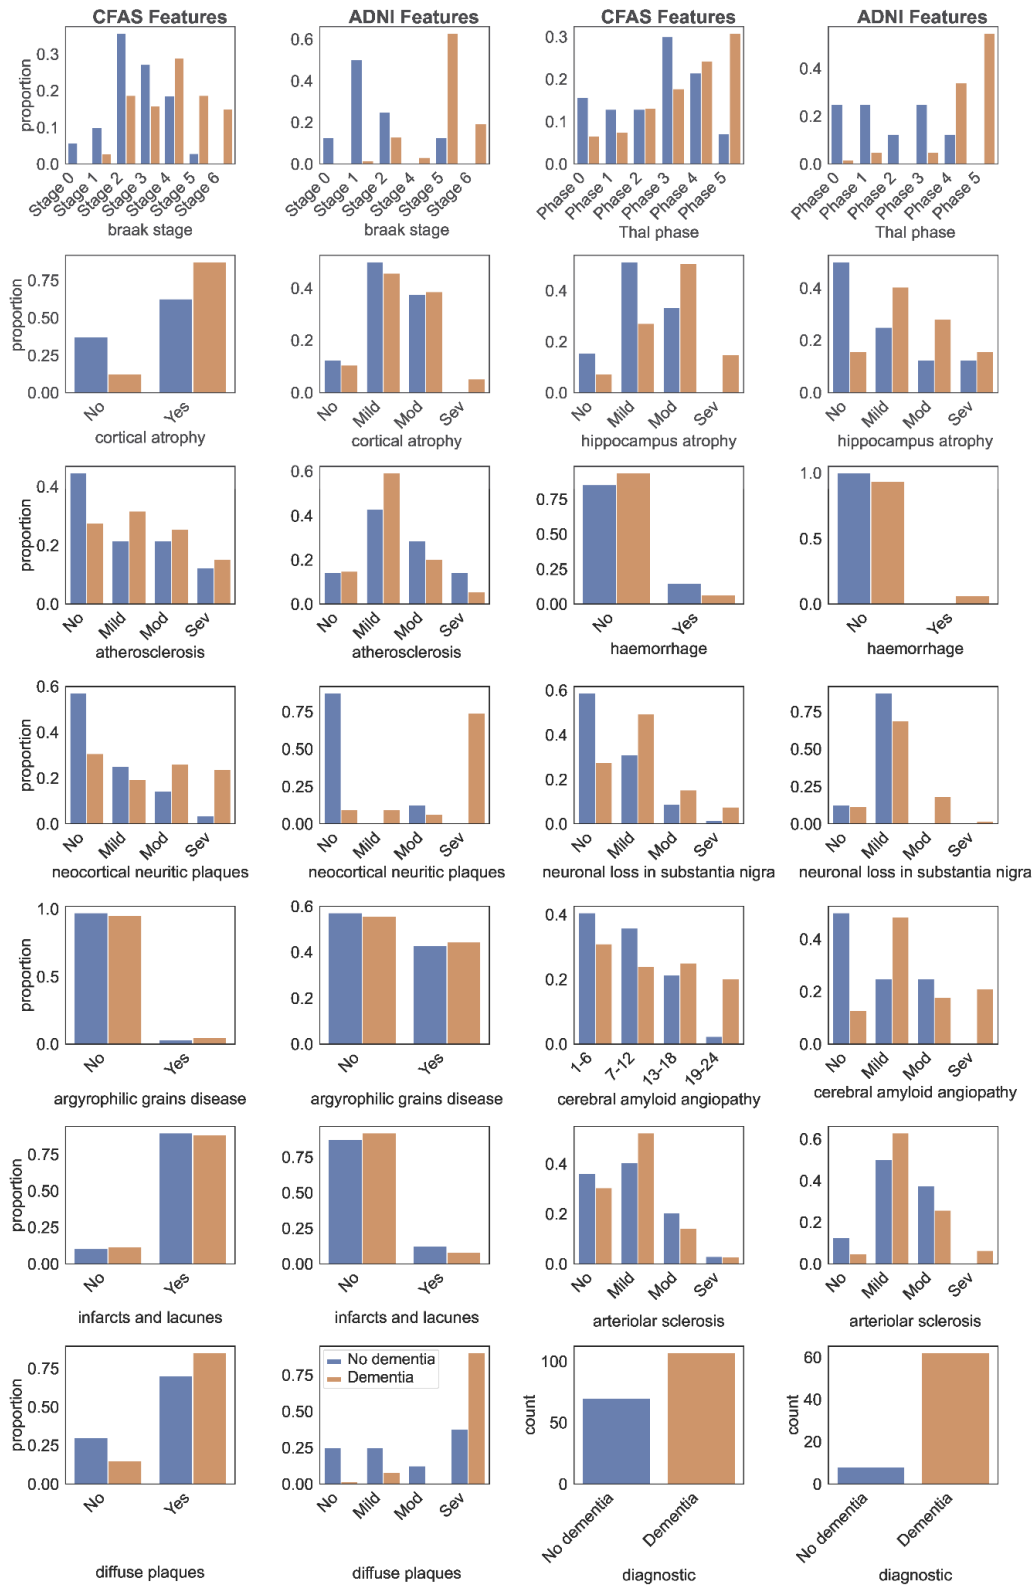 CFAS Features
ADNI Features
CFAS Features
ADNI Features
proportion
0.3
0.2
0.1
0.0
Stage 0
Stage 1
Stage 2
Stage 3
Stage 4
Stage 5
Stage 6
braak stage
0.6
0.4
0.2
0.0
Stage 0
Stage 1
Stage 2
Stage 4
Stage 5
Stage 6
braak stage
0.3
0.2
0.1
0.0
Phase 0
Phase 1
Phase 2
Phase 3
Phase 4
Phase 5
Thal phase
0.4
0.2
0.0
Phase 0
Phase 1
Phase 2
Phase 3
Phase 4
Phase 5
Thal phase
proportion
0.75
0.50
0.25
0.00
No
Yes
cortical atrophy
0.4
0.2
0.0
No
Mild
Mod
Sev
cortical atrophy
0.4
0.2
0.0
No
Mild
Mod
Sev
hippocampus atrophy
0.4
0.2
0.0
No
Mild
Mod
Sev
hippocampus atrophy
proportion
0.4
0.2
0.0
No
Mild
Mod
Sev
atherosclerosis
0.6
0.4
0.2
0.0
No
Mild
Mod
Sev
atherosclerosis
0.75
0.50
0.25
0.00
No
Yes
haemorrhage
1.0
0.5
0.0
No
Yes
haemorrhage
proportion
0.6
0.4
0.2
0.0
No
Mild
Mod
Sev
neocortical neuritic plaques
0.75
0.50
0.25
0.00
No
Mild
Mod
Sev
neocortical neuritic plaques
0.6
0.4
0.2
0.0
No
Mild
Mod
Sev
neuronal loss in substantia nigra
0.75
0.50
0.25
0.00
No
Mild
Mod
Sev
neuronal loss in substantia nigra
proportion
1.0
0.5
0.0
No
Yes
argyrophilic grains disease
0.6
0.4
0.2
0.0
No
Yes
argyrophilic grains disease
0.4
0.2
0.0
1-6
7-12
13-18
19-24
cerebral amyloid angiopathy
0.4
0.2
0.0
No
Mild
Mod
Sev
cerebral amyloid angiopathy
proportion
0.75
0.50
0.25
0.00
No
Yes
infarcts and lacunes
0.75
0.50
0.25
0.00
No
Yes
infarcts and lacunes
0.4
0.2
0.0
No
Mild
Mod
Sev
arteriolar sclerosis
0.6
0.4
0.2
0.0
No
Mild
Mod
Sev
arteriolar sclerosis
proportion
0.75
0.50
0.25
0.00
No
Yes
diffuse plaques
No dementia
Dementia
0.75
0.50
0.25
0.00
No
Mild
Mod
Sev
diffuse plaques
count
100
50
0
No dementia
Dementia
diagnostic
count
60
40
20
0
No dementia
Dementia
diagnostic